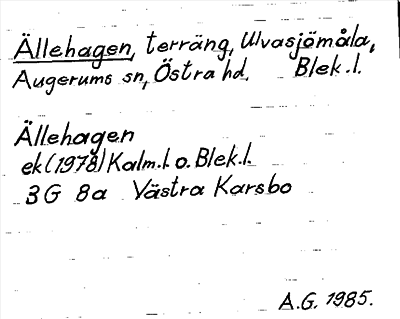 Ällehagen, terräng, Ulvasjömåla,
Augerums sn, Östra hd, Blek.l.
Ällehagen
ek (1978) Kalm.l. o. Blek.l.
3G 8a Västra Karsbo
A.G. 1985.